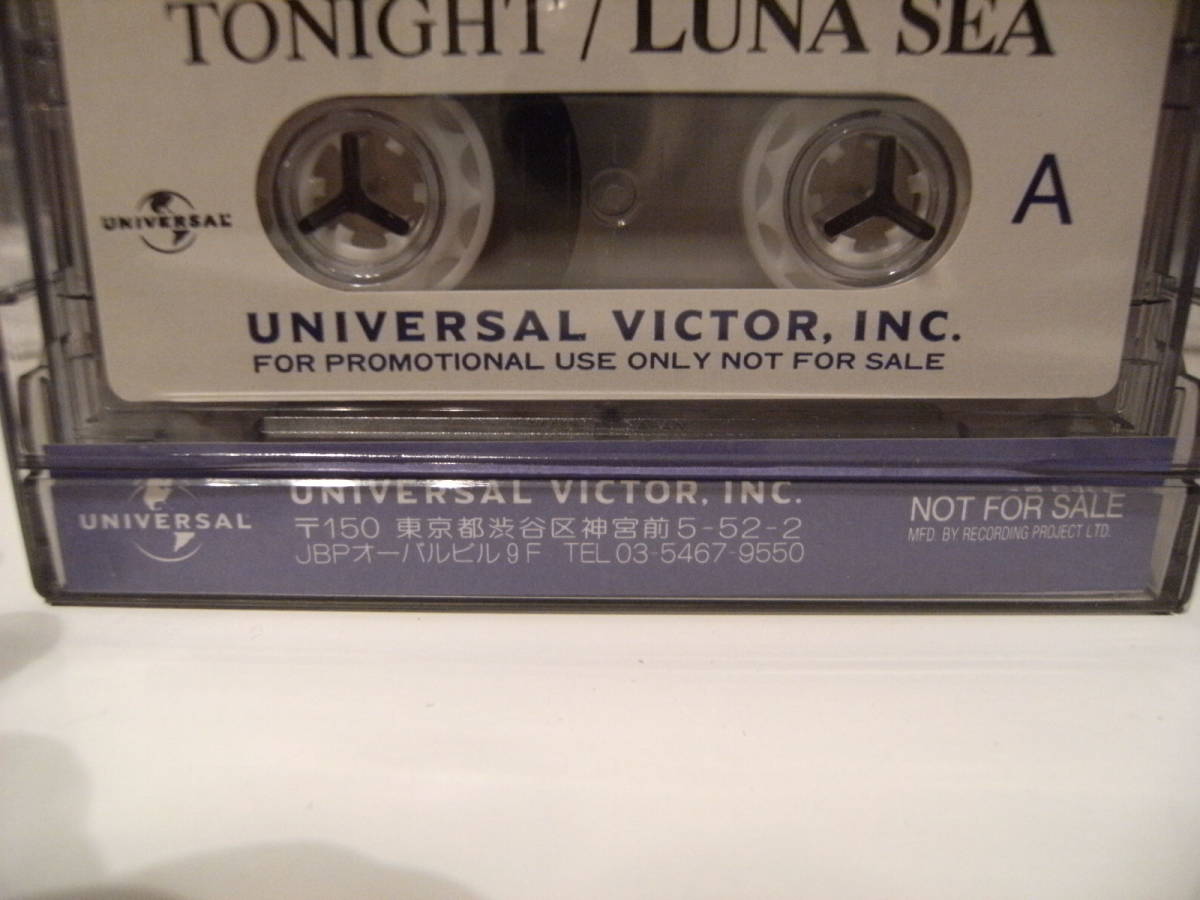 TONIGHT / LUNA SEA
UNIVERSAL
A
UNIVERSAL VICTOR, INC.
FOR PROMOTIONAL USE ONLY NOT FOR SALE
UNIVERSAL
UNIVERSAL VICTOR, INC.
〒150 東京都渋谷区神宮前5-52-2
JBPオーバルビル9F TEL 03-5467-9550
NOT FOR SALE
MFD. BY RECORDING PROJECT LTD.